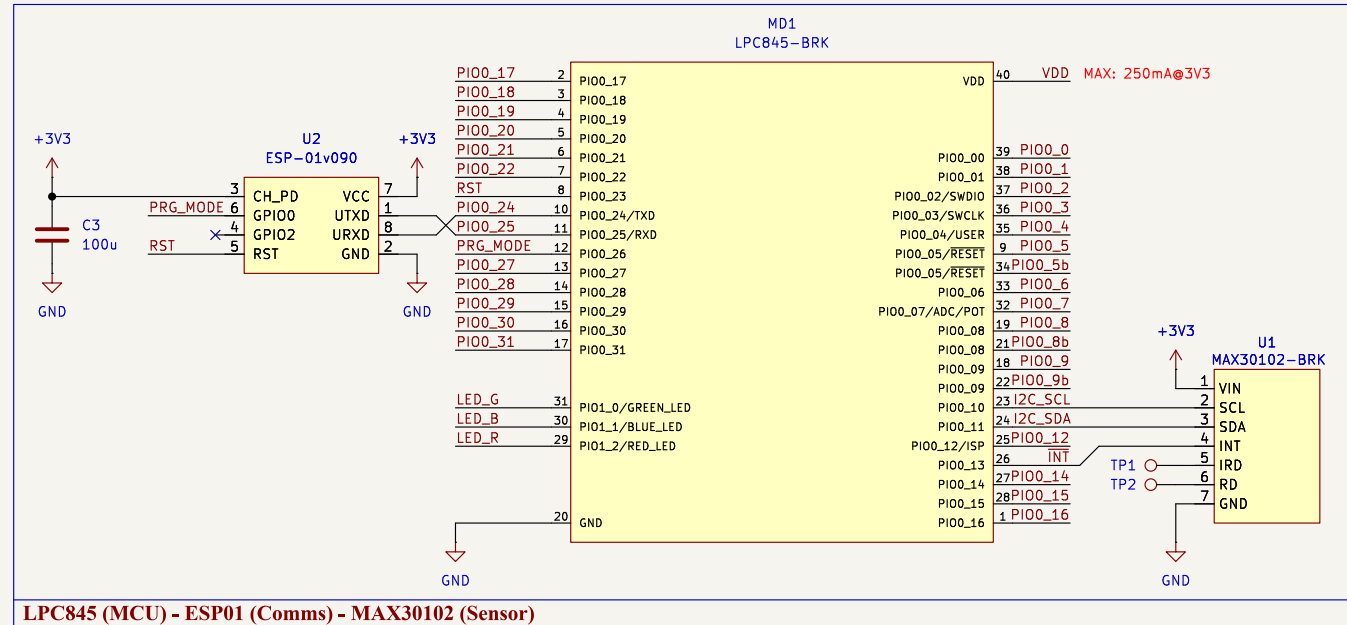 MD1
LPC845-BRK
PIO0_17 2 PIO0_17
PIO0_18 3 PIO0_18
PIO0_19 4 PIO0_19
PIO0_20 5 PIO0_20
PIO0_21 6 PIO0_21
PIO0_22 7 PIO0_22
RST 8 PIO0_23
PIO0_24 10 PIO0_24/TXD
PIO0_25 11 PIO0_25/RXD
PRG_MODE 12 PIO0_26
PIO0_27 13 PIO0_27
PIO0_28 14 PIO0_28
PIO0_29 15 PIO0_29
PIO0_30 16 PIO0_30
PIO0_31 17 PIO0_31
LED_G 31 PIO1_0/GREEN_LED
LED_B 30 PIO1_1/BLUE_LED
LED_R 29 PIO1_2/RED_LED
20 GND
GND
VDD 40 VDD MAX: 250mA@3V3
PIO0_00 39 PIO0_0
PIO0_01 38 PIO0_1
PIO0_02/SWDIO 37 PIO0_2
PIO0_03/SWCLK 36 PIO0_3
PIO0_04/USER 35 PIO0_4
PIO0_05/RESET 9 PIO0_5
PIO0_05/RESET 34 PIO0_5b
PIO0_06 33 PIO0_6
PIO0_07/ADC/POT 32 PIO0_7
PIO0_08 19 PIO0_8
PIO0_08 21 PIO0_8b
PIO0_09 18 PIO0_9
PIO0_09 22 PIO0_9b
PIO0_10 23 I2C_SCL
PIO0_11 24 I2C_SDA
PIO0_12/ISP 25 PIO0_12
PIO0_13 26 INT
PIO0_14 27 PIO0_14
PIO0_15 28 PIO0_15
PIO0_16 1 PIO0_16
+3V3
C3
100u
GND
U2
ESP-01v090
3 CH_PD
PRG_MODE 6 GPIO0
4 GPIO2
RST 5 RST
VCC 7
UTXD 1
URXD 8
GND 2
+3V3
GND
+3V3
U1
MAX30102-BRK
1 VIN
2 SCL
3 SDA
4 INT
TP1 5 IRD
TP2 6 RD
7 GND
GND
LPC845 (MCU) - ESP01 (Comms) - MAX30102 (Sensor)